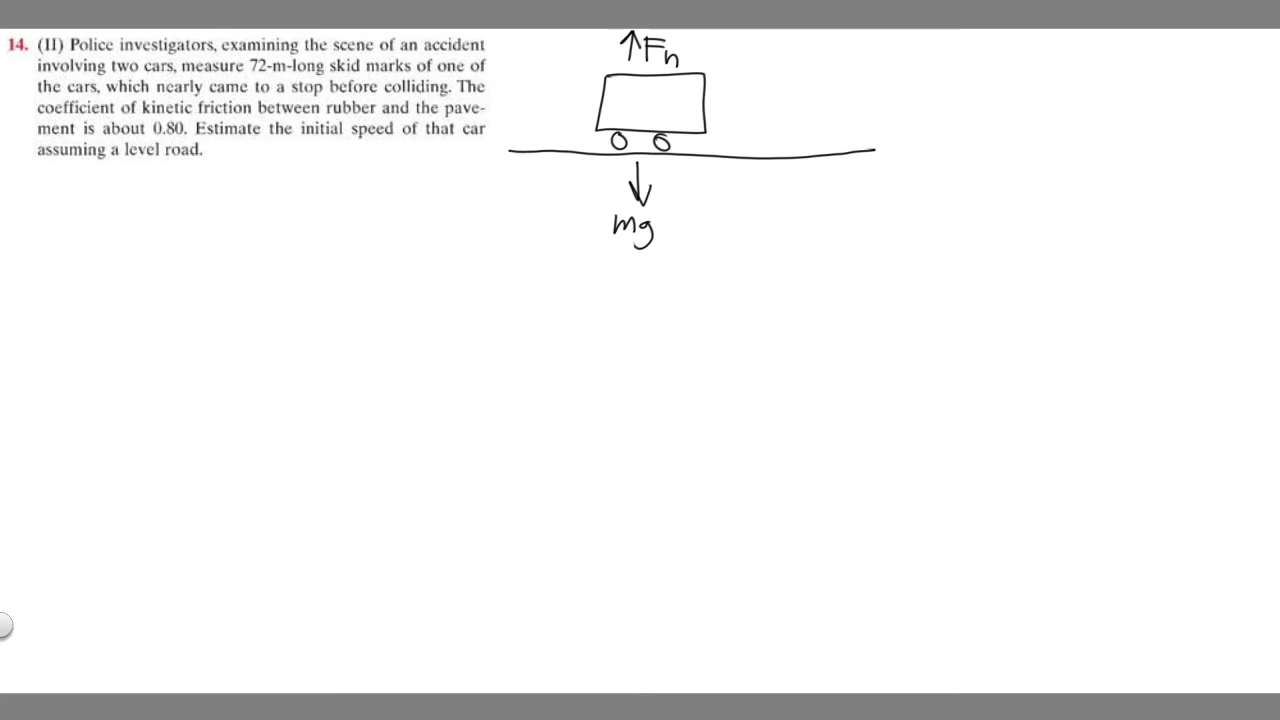 14. (II) Police investigators, examining the scene of an accident
involving two cars, measure 72-m-long skid marks of one of
the cars, which nearly came to a stop before colliding. The
coefficient of kinetic friction between rubber and the pave-
ment is about 0.80. Estimate the initial speed of that car
assuming a level road.
↑Fn
mg